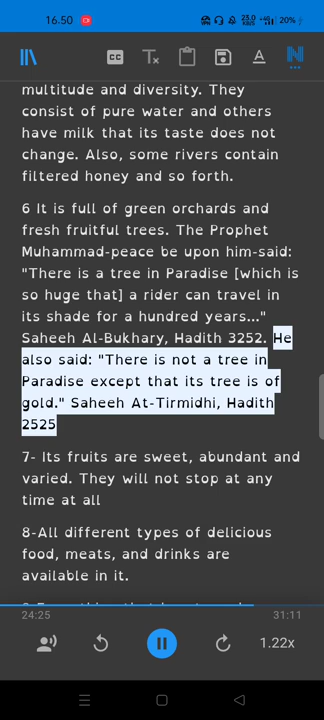 16.50
23.0 KB/S
4G
20%
CC
T
A
N
multitude and diversity. They
consist of pure water and others
have milk that its taste does not
change. Also, some rivers contain
filtered honey and so forth.
6 It is full of green orchards and
fresh fruitful trees. The Prophet
Muhammad-peace be upon him-said:
"There is a tree in Paradise [which is
so huge that] a rider can travel in
its shade for a hundred years..."
Saheeh Al-Bukhary, Hadith 3252. He
also said: "There is not a tree in
Paradise except that its tree is of
gold." Saheeh At-Tirmidhi, Hadith
2525
7- Its fruits are sweet, abundant and
varied. They will not stop at any
time at all
8-All different types of delicious
food, meats, and drinks are
available in it.
24:25
31:11
1.22x